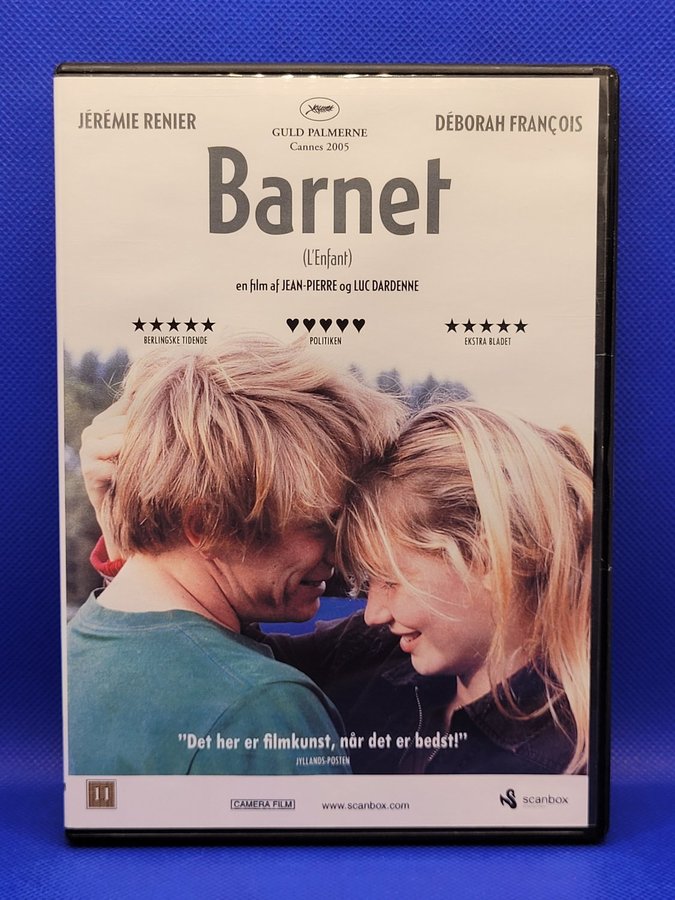 JÉRÉMIE RENIER
DÉBORAH FRANÇOIS
GULD PALMERNE
Cannes 2005
Barnet
(L'Enfant)
en film af JEAN-PIERRE og LUC DARDENNE
★★★★★ ♥♥♥♥♥ ★★★★★
BERLINGSKE TIDENDE POLITIKEN EKSTRA BLADET
"Det her er filmkunst, når det er bedst!"
JYLLANDS-POSTEN
11 CAMERA FILM www.scanbox.com scanbox